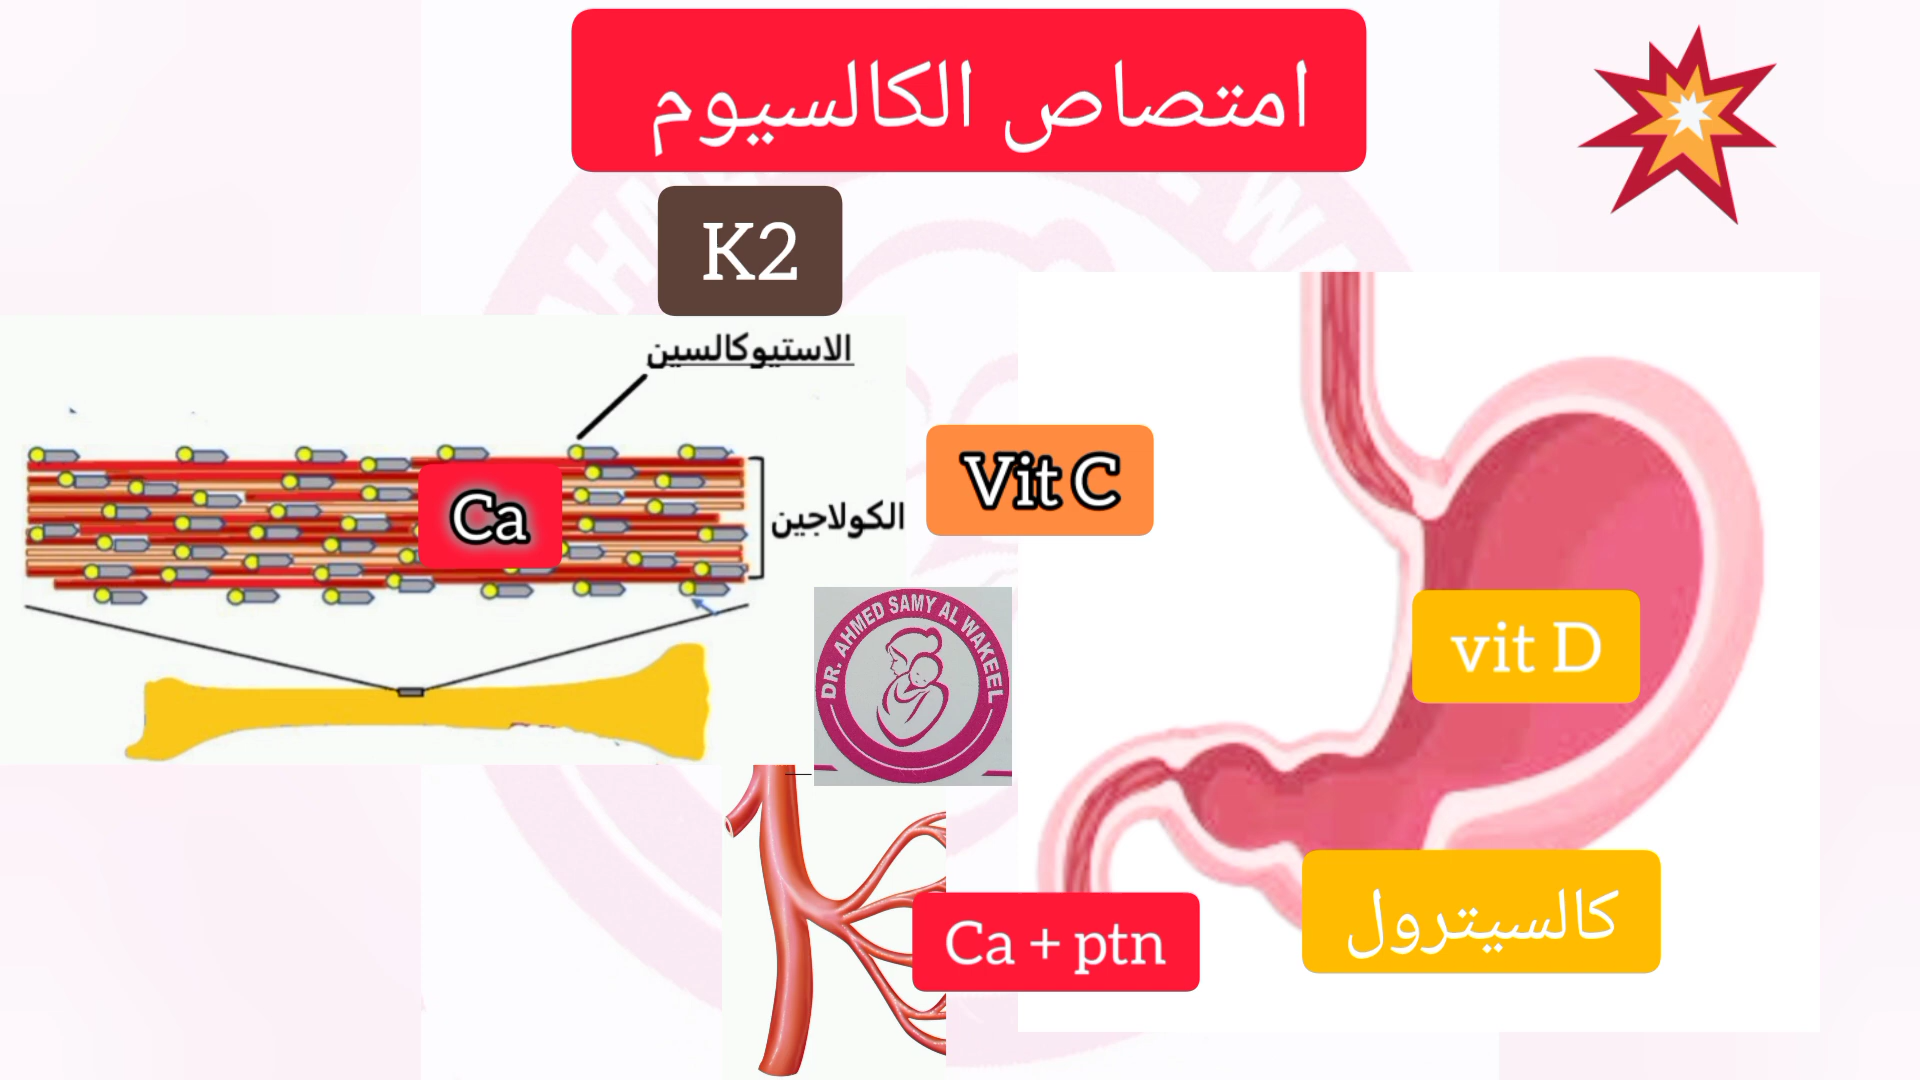 امتصاص الكالسيوم
K2
الاستيوكالسين
Vit C
Ca
الكولاجين
DR. AHMED SAMY AL WAKEEL
vit D
كالسيترول
Ca + ptn